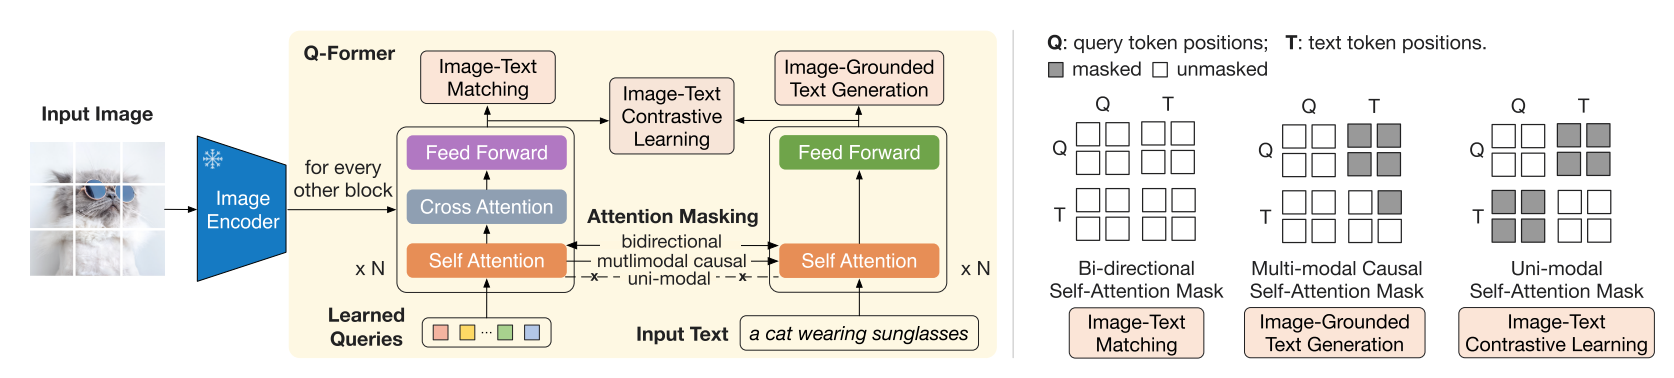 Q-Former
Input Image
Image
Encoder
for every
other block
Image-Text
Matching
Image-Text
Contrastive
Learning
Image-Grounded
Text Generation
Feed Forward
Cross Attention
Self Attention
x N
Attention Masking
bidirectional
mutlimodal causal
uni-modal
x
x
Feed Forward
Self Attention
x N
Learned
Queries
...
Input Text
a cat wearing sunglasses
Q: query token positions; T: text token positions.
masked unmasked
Q T
Q
T
Bi-directional
Self-Attention Mask
Image-Text
Matching
Q T
Q
T
Multi-modal Causal
Self-Attention Mask
Image-Grounded
Text Generation
Q T
Q
T
Uni-modal
Self-Attention Mask
Image-Text
Contrastive Learning